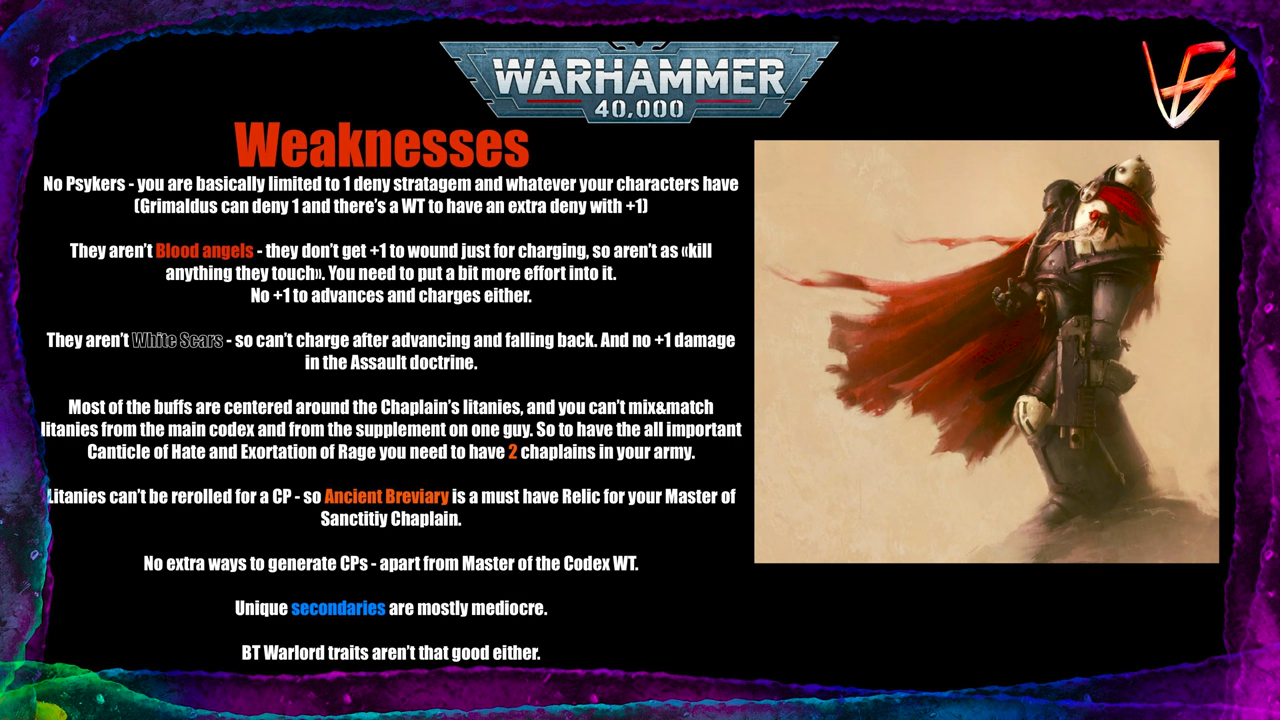 WARHAMMER
40,000
Weaknesses
No Psykers - you are basically limited to 1 deny stratagem and whatever your characters have
(Grimaldus can deny 1 and there's a WT to have an extra deny with +1)
They aren't Blood angels - they don't get +1 to wound just for charging, so aren't as «kill
anything they touch». You need to put a bit more effort into it.
No +1 to advances and charges either.
They aren't White Scars - so can't charge after advancing and falling back. And no +1 damage
in the Assault doctrine.
Most of the buffs are centered around the Chaplain's litanies, and you can't mix&match
litanies from the main codex and from the supplement on one guy. So to have the all important
Canticle of Hate and Exortation of Rage you need to have 2 chaplains in your army.
Litanies can't be rerolled for a CP - so Ancient Breviary is a must have Relic for your Master of
Sanctitiy Chaplain.
No extra ways to generate CPs - apart from Master of the Codex WT.
Unique secondaries are mostly mediocre.
BT Warlord traits aren't that good either.